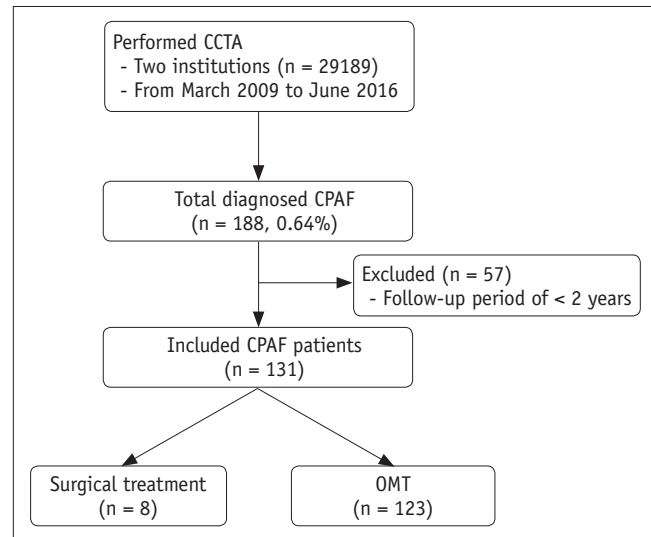 Performed CCTA
- Two institutions (n = 29189)
- From March 2009 to June 2016
Total diagnosed CPAF
(n = 188, 0.64%)
Excluded (n = 57)
- Follow-up period of < 2 years
Included CPAF patients
(n = 131)
Surgical treatment
(n = 8)
OMT
(n = 123)